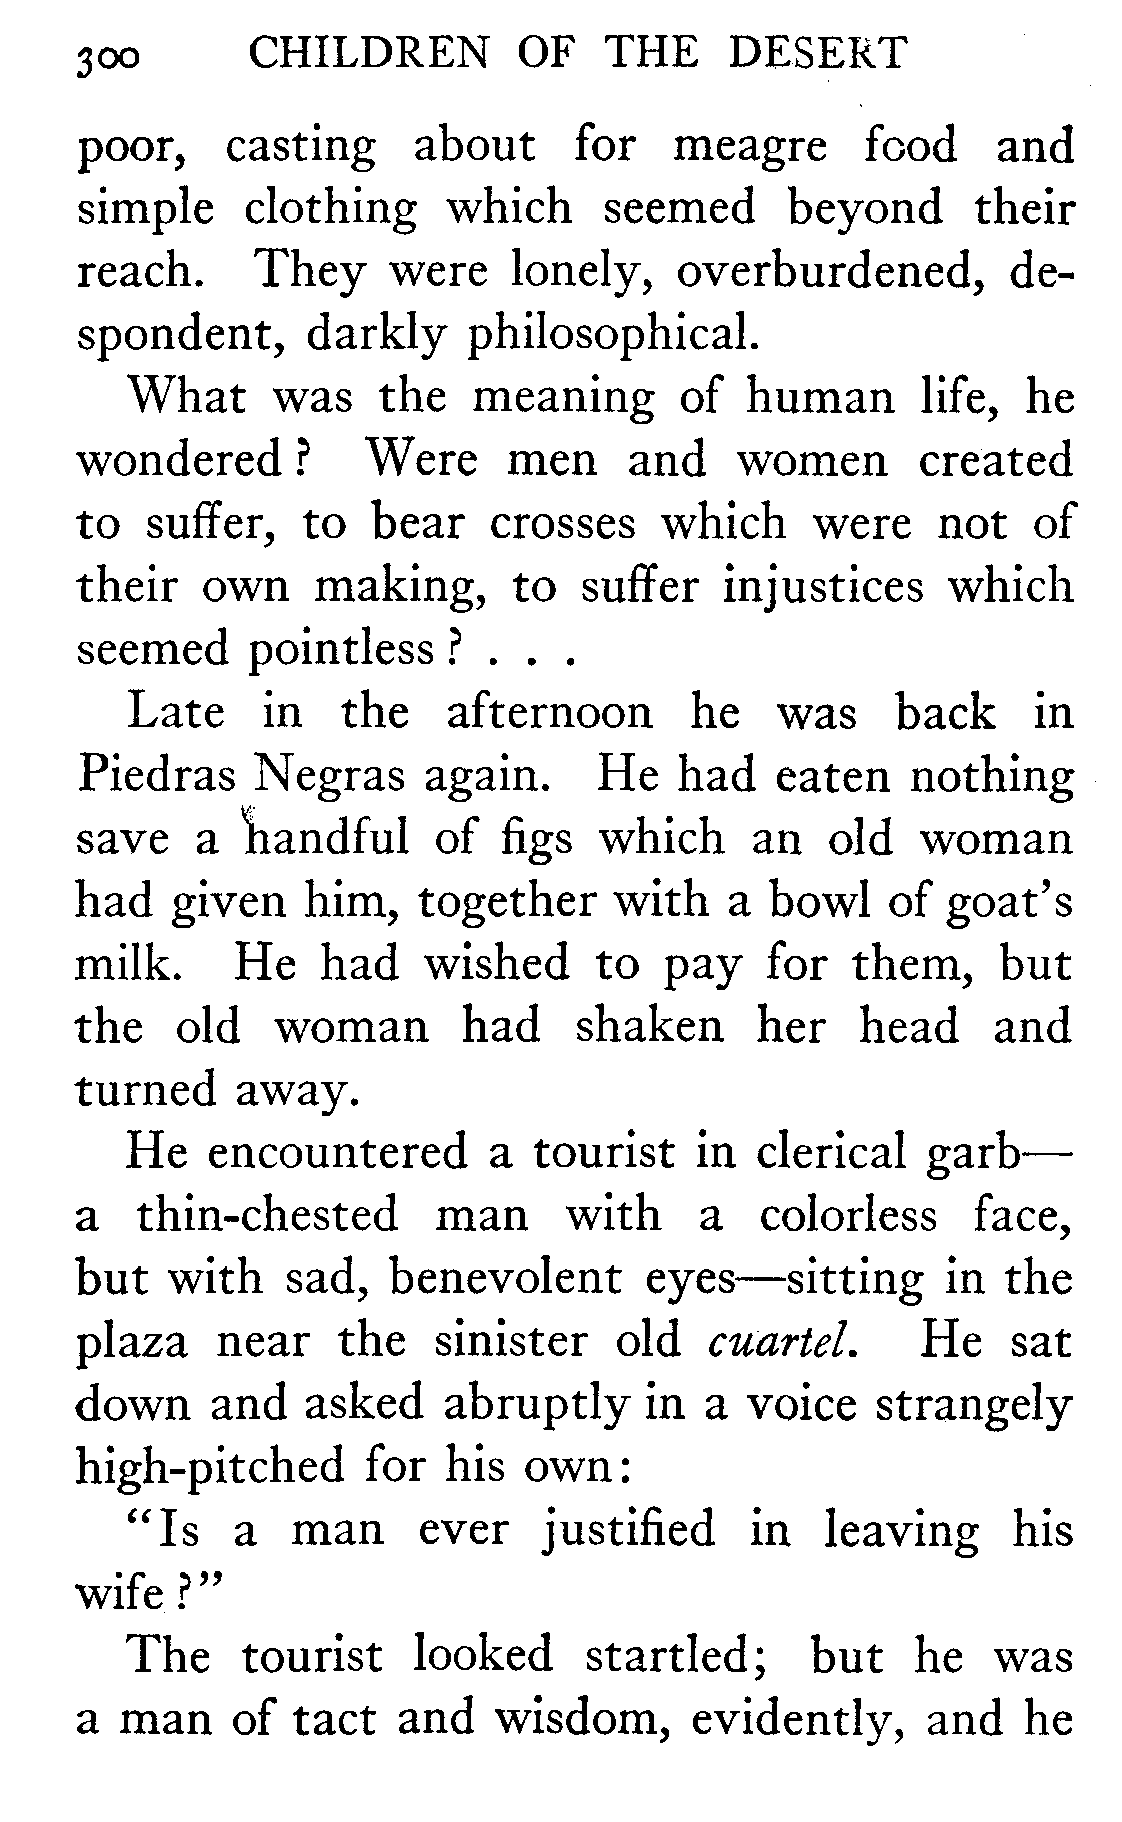 300 CHILDREN OF THE DESERT
poor, casting about for meagre food and
simple clothing which seemed beyond their
reach. They were lonely, overburdened, de-
spondent, darkly philosophical.
What was the meaning of human life, he
wondered? Were men and women created
to suffer, to bear crosses which were not of
their own making, to suffer injustices which
seemed pointless? . . .
Late in the afternoon he was back in
Piedras Negras again. He had eaten nothing
save a handful of figs which an old woman
had given him, together with a bowl of goat's
milk. He had wished to pay for them, but
the old woman had shaken her head and
turned away.
He encountered a tourist in clerical garb—
a thin-chested man with a colorless face,
but with sad, benevolent eyes—sitting in the
plaza near the sinister old cuartel. He sat
down and asked abruptly in a voice strangely
high-pitched for his own:
"Is a man ever justified in leaving his
wife?"
The tourist looked startled; but he was
a man of tact and wisdom, evidently, and he